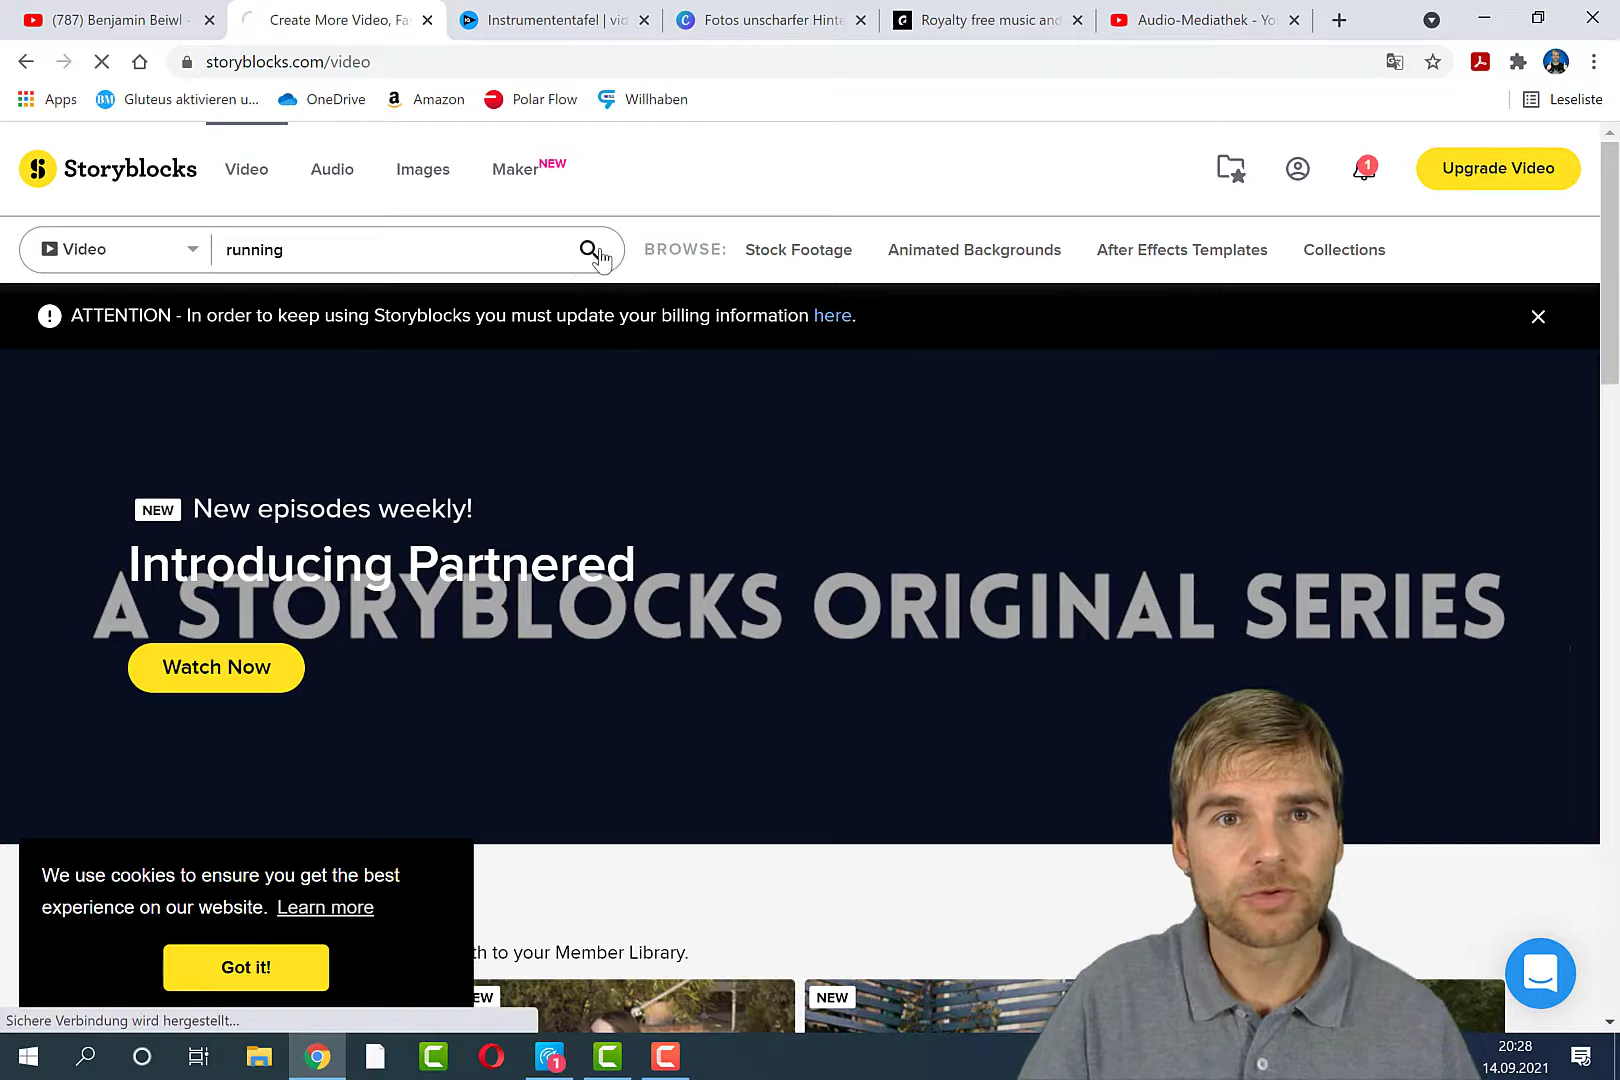 (787) Benjamin Beiwl -
Create More Video, Fa
Instrumententafel | vid
Fotos unscharfer Hinte
Royalty free music and
Audio-Mediathek - Yo
storyblocks.com/video
Apps
Gluteus aktivieren u...
OneDrive
Amazon
Polar Flow
Willhaben
Leseliste
Storyblocks
Video
Audio
Images
Maker NEW
1
Upgrade Video
Video
running
BROWSE:
Stock Footage
Animated Backgrounds
After Effects Templates
Collections
ATTENTION - In order to keep using Storyblocks you must update your billing information here.
NEW New episodes weekly!
Introducing Partnered
A STORYBLOCKS ORIGINAL SERIES
Watch Now
We use cookies to ensure you get the best
experience on our website. Learn more
Got it!
th to your Member Library.
EW
NEW
Sichere Verbindung wird hergestellt...
1
20:28
14.09.2021